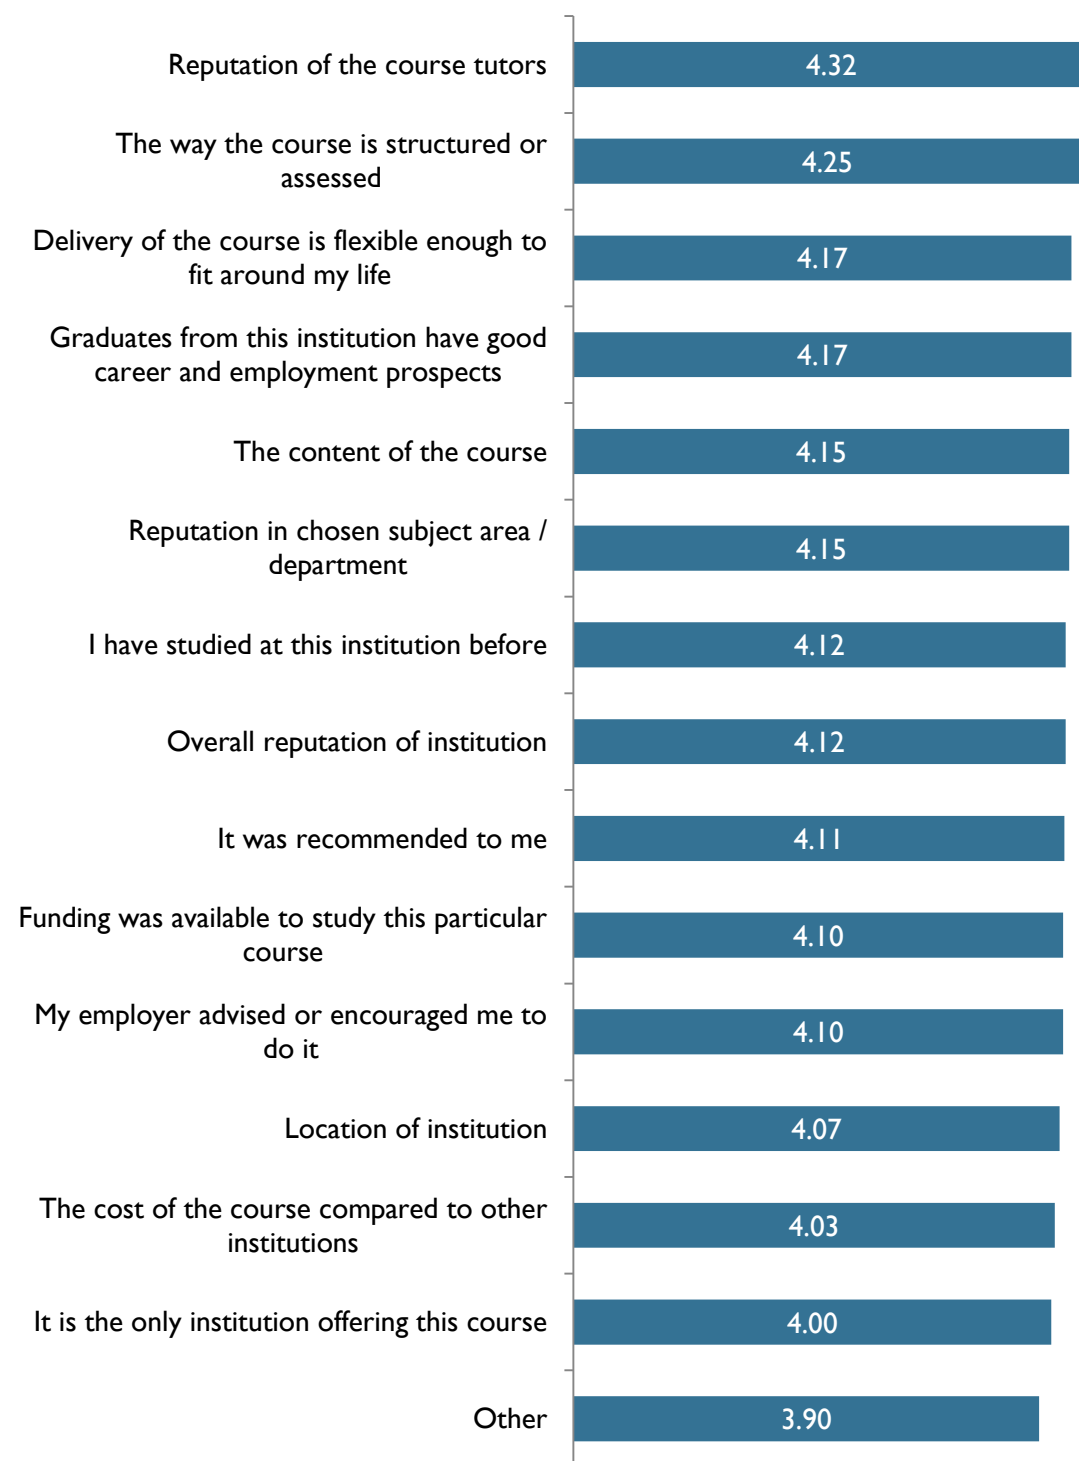 Reputation of the course tutors
4.32
The way the course is structured or
assessed
4.25
Delivery of the course is flexible enough to
fit around my life
4.17
Graduates from this institution have good
career and employment prospects
4.17
The content of the course
4.15
Reputation in chosen subject area /
department
4.15
I have studied at this institution before
4.12
Overall reputation of institution
4.12
It was recommended to me
4.11
Funding was available to study this particular
course
4.10
My employer advised or encouraged me to
do it
4.10
Location of institution
4.07
The cost of the course compared to other
institutions
4.03
It is the only institution offering this course
4.00
Other
3.90